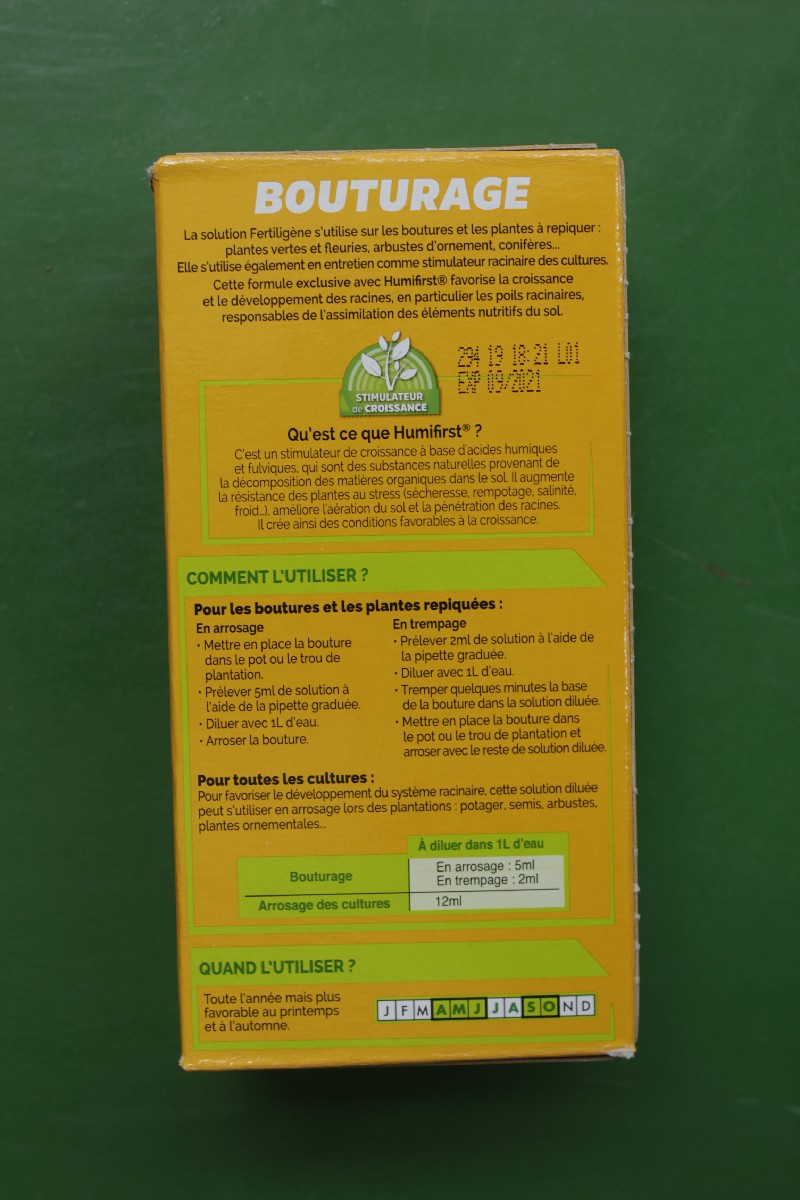 BOUTURAGE
La solution Fertiligène s'utilise sur les boutures et les plantes à repiquer :
plantes vertes et fleuries, arbustes d'ornement, conifères...
Elle s'utilise également en entretien comme stimulateur racinaire des cultures.
Cette formule exclusive avec Humifirst® favorise la croissance
et le développement des racines, en particulier les poils racinaires,
responsables de l'assimilation des éléments nutritifs du sol.
STIMULATEUR
de CROISSANCE
294 19 18:21 L01
EXP 09/2021
Qu'est ce que Humifirst® ?
C'est un stimulateur de croissance à base d'acides humiques
et fulviques, qui sont des substances naturelles provenant de
la décomposition des matières organiques dans le sol. Il augmente
la résistance des plantes au stress (sécheresse, rempotage, salinité,
froid...), améliore l'aération du sol et la pénétration des racines.
Il crée ainsi des conditions favorables à la croissance.
COMMENT L'UTILISER ?
Pour les boutures et les plantes repiquées :
En arrosage
• Mettre en place la bouture
dans le pot ou le trou de
plantation.
• Prélever 5ml de solution à
l'aide de la pipette graduée.
• Diluer avec 1L d'eau.
• Arroser la bouture.
En trempage
• Prélever 2ml de solution à l'aide de
la pipette graduée.
• Diluer avec 1L d'eau.
• Tremper quelques minutes la base
de la bouture dans la solution diluée.
• Mettre en place la bouture dans
le pot ou le trou de plantation et
arroser avec le reste de solution diluée.
Pour toutes les cultures :
Pour favoriser le développement du système racinaire, cette solution diluée
peut s'utiliser en arrosage lors des plantations : potager, semis, arbustes,
plantes ornementales...
À diluer dans 1L d'eau
Bouturage
En arrosage : 5ml
En trempage : 2ml
Arrosage des cultures
12ml
QUAND L'UTILISER ?
Toute l'année mais plus
favorable au printemps
et à l'automne.
J F M A M J J A S O N D